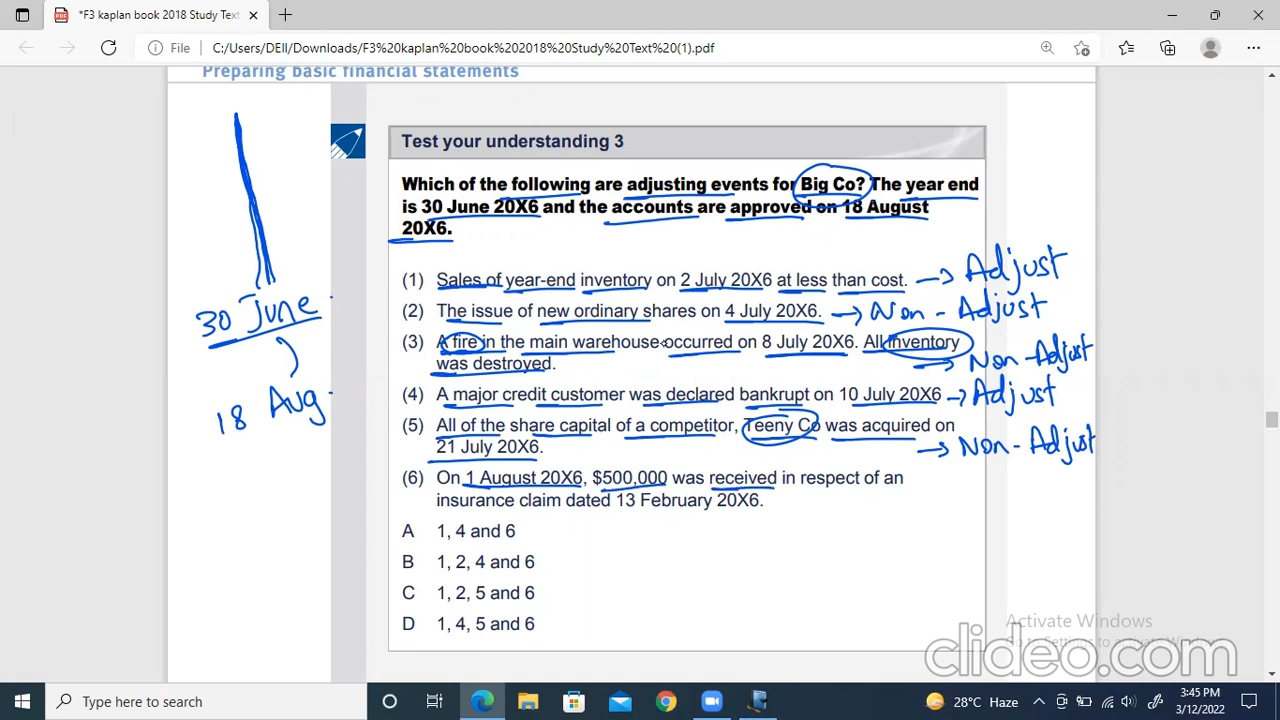 *F3 kaplan book 2018 Study Text
File
C:/Users/DEll/Downloads/F3%20kaplan%20book%202018%20Study%20Text%20(1).pdf
Preparing basic financial statements
Test your understanding 3
Which of the following are adjusting events for Big Co? The year end
is 30 June 20X6 and the accounts are approved on 18 August
20X6.
(1) Sales of year-end inventory on 2 July 20X6 at less than cost. → Adjust
(2) The issue of new ordinary shares on 4 July 20X6. → Non - Adjust
30 June
(3) A fire in the main warehouse occurred on 8 July 20X6. All inventory
was destroyed. → Non-Adjust
(4) A major credit customer was declared bankrupt on 10 July 20X6 → Adjust
18 Aug
(5) All of the share capital of a competitor, Teeny Co was acquired on
21 July 20X6. → Non-Adjust
(6) On 1 August 20X6, $500,000 was received in respect of an
insurance claim dated 13 February 20X6.
A 1, 4 and 6
B 1, 2, 4 and 6
C 1, 2, 5 and 6
D 1, 4, 5 and 6
Activate Windows
Go to Settings to activate Windows.
clideo.com
Type here to search
28°C Haze
3:45 PM
3/12/2022